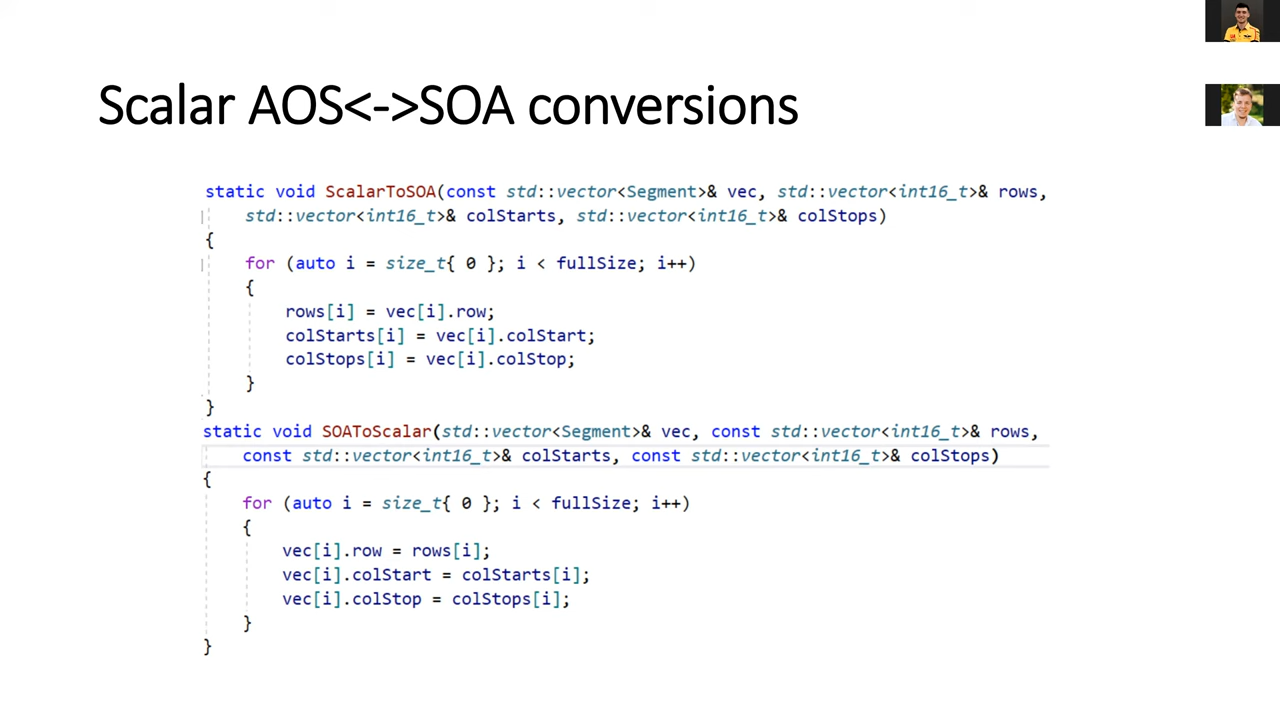 Scalar AOS<->SOA conversions
static void ScalarToSOA(const std::vector<Segment>& vec, std::vector<int16_t>& rows,
std::vector<int16_t>& colStarts, std::vector<int16_t>& colStops)
{
for (auto i = size_t{ 0 }; i < fullSize; i++)
{
rows[i] = vec[i].row;
colStarts[i] = vec[i].colStart;
colStops[i] = vec[i].colStop;
}
}
static void SOAToScalar(std::vector<Segment>& vec, const std::vector<int16_t>& rows,
const std::vector<int16_t>& colStarts, const std::vector<int16_t>& colStops)
{
for (auto i = size_t{ 0 }; i < fullSize; i++)
{
vec[i].row = rows[i];
vec[i].colStart = colStarts[i];
vec[i].colStop = colStops[i];
}
}